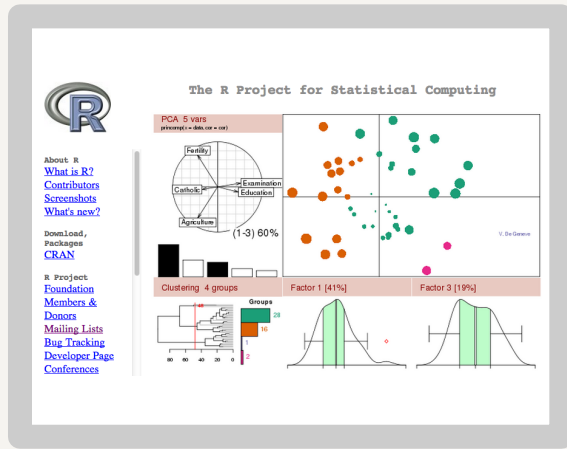 The R Project for Statistical Computing
R
About R
What is R?
Contributors
Screenshots
What's new?
Download,
Packages
CRAN
R Project
Foundation
Members &
Donors
Mailing Lists
Bug Tracking
Developer Page
Conferences
PCA 5 vars
princomp(x = data, cor = cor)
Fertility
Catholic
Examination
Education
Agriculture
(1-3) 60%
V. De Geneve
Clustering 4 groups
Factor 1 [41%]
Factor 3 [19%]
Groups
28
16
1
2
80 60 40 20 0